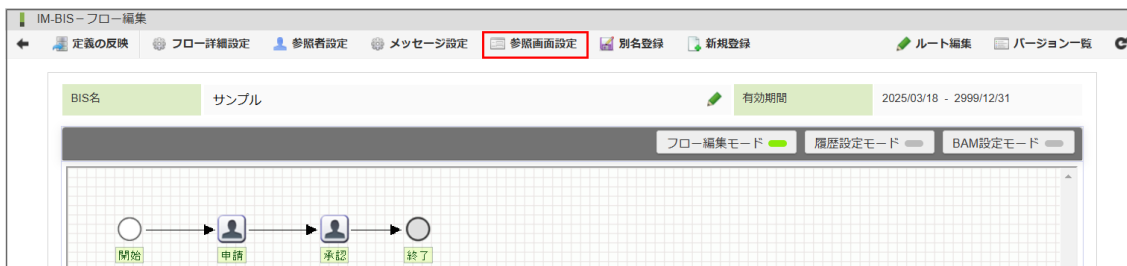 IM-BIS－フロー編集
定義の反映 フロー詳細設定 参照者設定 メッセージ設定 参照画面設定 別名登録 新規登録 ルート編集 バージョン一覧
BIS名 サンプル 有効期間 2025/03/18 - 2999/12/31
フロー編集モード 履歴設定モード BAM設定モード
開始 申請 承認 終了